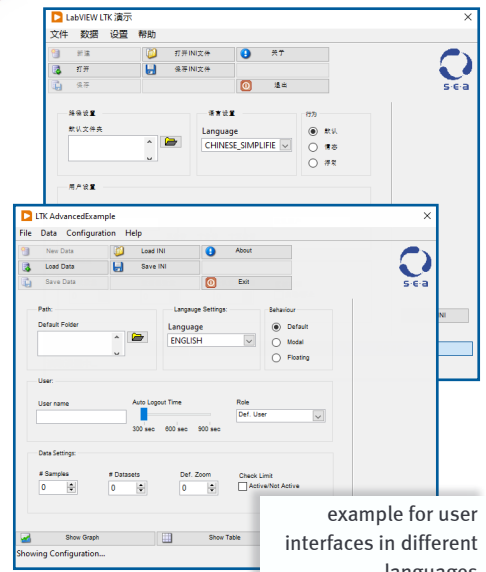 LabVIEW LTK 演示
文件 数据 设置 帮助
新建 打开INI文件 关于
打开 保存INI文件
保存 退出
s·e·a
路径设置 语言设置 行为
默认文件夹 Language 默认
CHINESE_SIMPLIFIE 模态
浮动
用户设置
LTK AdvancedExample
File Data Configuration Help
New Data Load INI About
Load Data Save INI
Save Data Exit
s·e·a
NI
Path: Langauge Settings: Behaviour
Default Folder Language Default
ENGLISH Modal
Floating
User:
User name Auto Logout Time Role
Def. User
300 sec 600 sec 900 sec
Data Settings:
# Samples # Datasets Def. Zoom Check Limit
0 0 0 Active/Not Active
Show Graph Show Table
Showing Configuration...
example for user
interfaces in different
languages